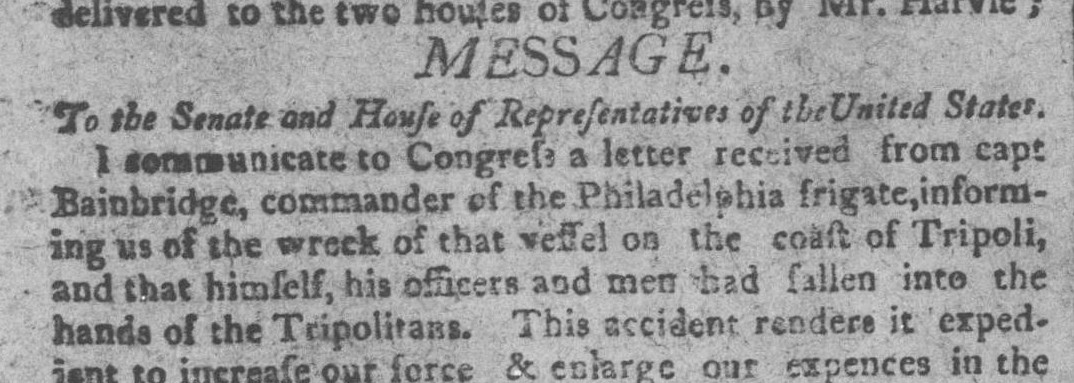 delivered to the two houſes of Congreſs, by Mr. Harvie;
MESSAGE.
To the Senate and Houſe of Repreſentatives of the United States.
I communicate to Congreſs a letter received from capt
Bainbridge, commander of the Philadelphia frigate, inform-
ing us of the wreck of that veſſel on the coaſt of Tripoli,
and that himſelf, his officers and men had fallen into the
hands of the Tripolitans. This accident renders it exped-
ient to increaſe our force & enlarge our expences in the